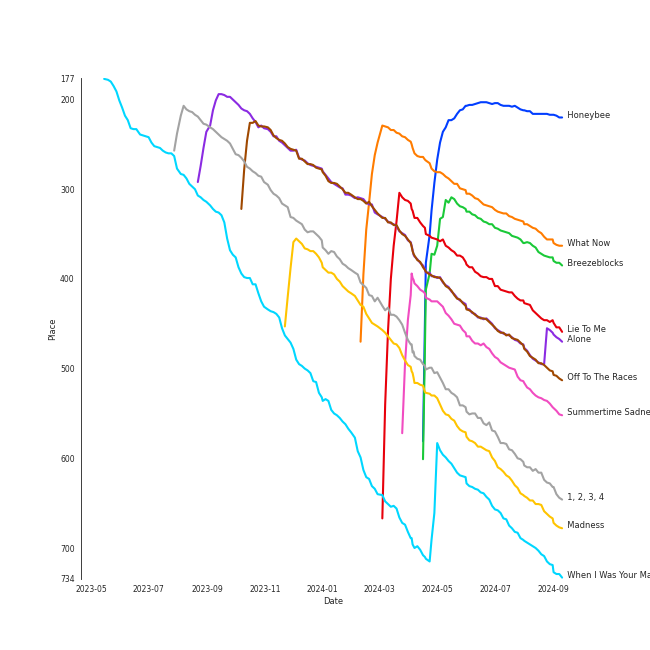 177
200
300
400
500
600
700
734
Place
2023-05
2023-07
2023-09
2023-11
2024-01
2024-03
2024-05
2024-07
2024-09
Date
Honeybee
What Now
Breezeblocks
Lie To Me
Alone
Off To The Races
Summertime Sadne
1, 2, 3, 4
Madness
When I Was Your Ma